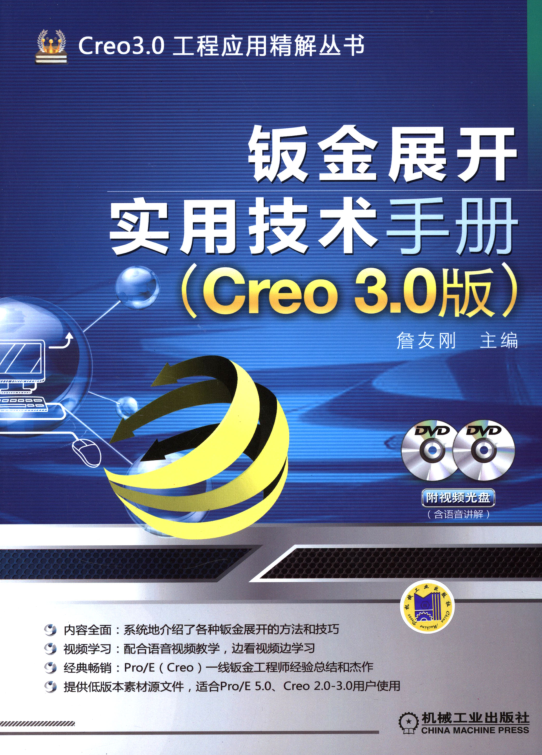 Creo3.0 工程应用精解丛书
钣金展开
实用技术手册
(Creo 3.0版)
詹友刚 主编
DVD DVD
附视频光盘
(含语音讲解)
内容全面：系统地介绍了各种钣金展开的方法和技巧
视频学习：配合语音视频教学，边看视频边学习
经典畅销：Pro/E（Creo）一线钣金工程师经验总结和杰作
提供低版本素材源文件，适合Pro/E 5.0、Creo 2.0-3.0用户使用
机械工业出版社
CHINA MACHINE PRESS